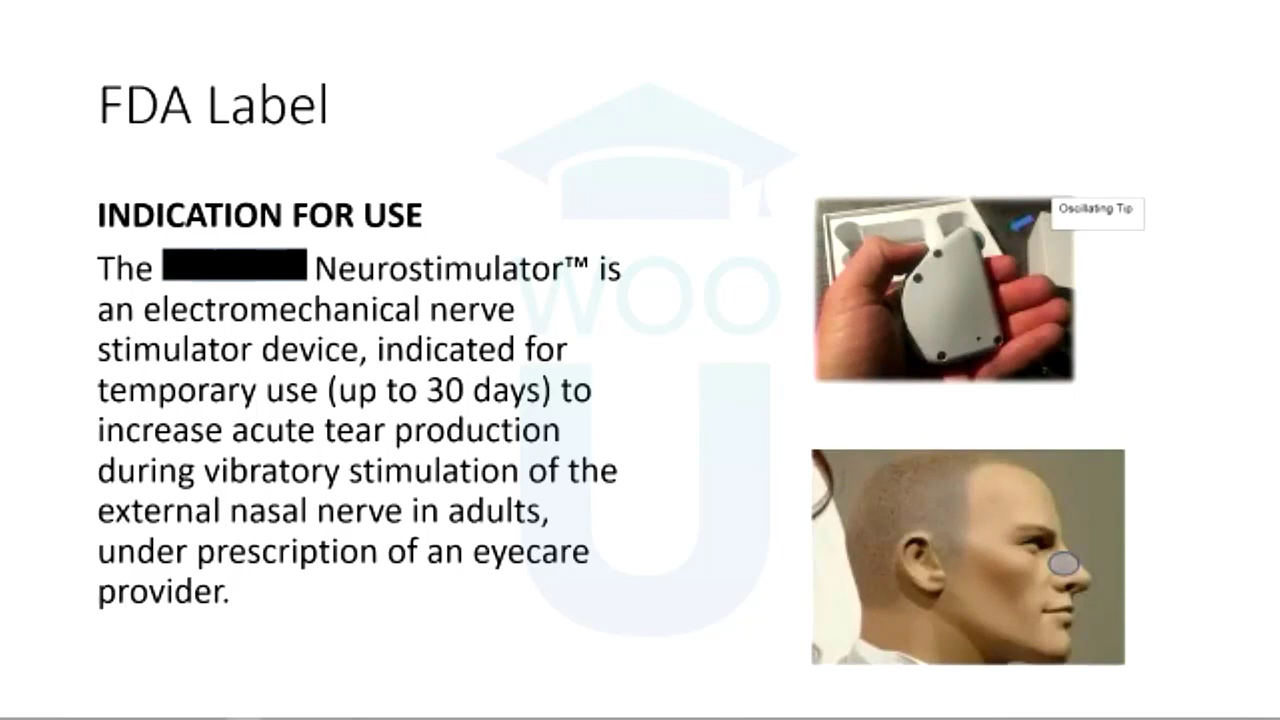 FDA Label
INDICATION FOR USE
The Neurostimulator™ is
an electromechanical nerve
stimulator device, indicated for
temporary use (up to 30 days) to
increase acute tear production
during vibratory stimulation of the
external nasal nerve in adults,
under prescription of an eyecare
provider.
Oscillating Tip
WOO
U